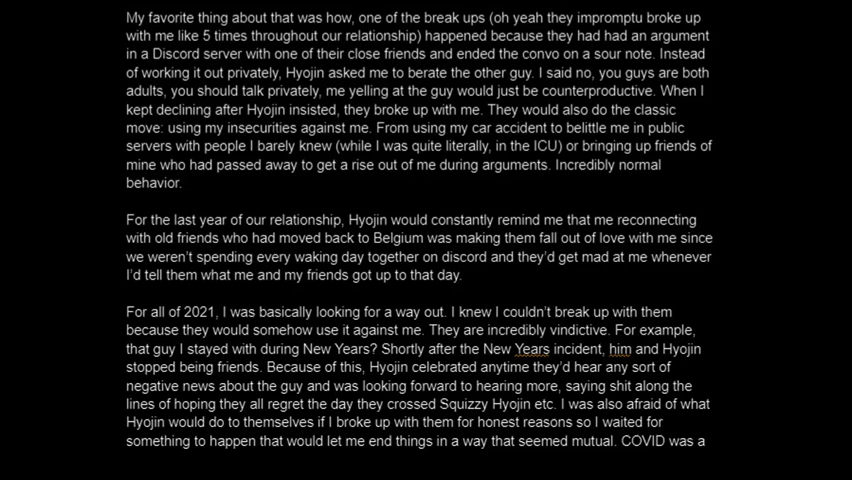 My favorite thing about that was how, one of the break ups (oh yeah they impromptu broke up
with me like 5 times throughout our relationship) happened because they had had an argument
in a Discord server with one of their close friends and ended the convo on a sour note. Instead
of working it out privately, Hyojin asked me to berate the other guy. I said no, you guys are both
adults, you should talk privately, me yelling at the guy would just be counterproductive. When I
kept declining after Hyojin insisted, they broke up with me. They would also do the classic
move: using my insecurities against me. From using my car accident to belittle me in public
servers with people I barely knew (while I was quite literally, in the ICU) or bringing up friends of
mine who had passed away to get a rise out of me during arguments. Incredibly normal
behavior.
For the last year of our relationship, Hyojin would constantly remind me that me reconnecting
with old friends who had moved back to Belgium was making them fall out of love with me since
we weren't spending every waking day together on discord and they'd get mad at me whenever
I'd tell them what me and my friends got up to that day.
For all of 2021, I was basically looking for a way out. I knew I couldn't break up with them
because they would somehow use it against me. They are incredibly vindictive. For example,
that guy I stayed with during New Years? Shortly after the New Years incident, him and Hyojin
stopped being friends. Because of this, Hyojin celebrated anytime they'd hear any sort of
negative news about the guy and was looking forward to hearing more, saying shit along the
lines of hoping they all regret the day they crossed Squizzy Hyojin etc. I was also afraid of what
Hyojin would do to themselves if I broke up with them for honest reasons so I waited for
something to happen that would let me end things in a way that seemed mutual. COVID was a